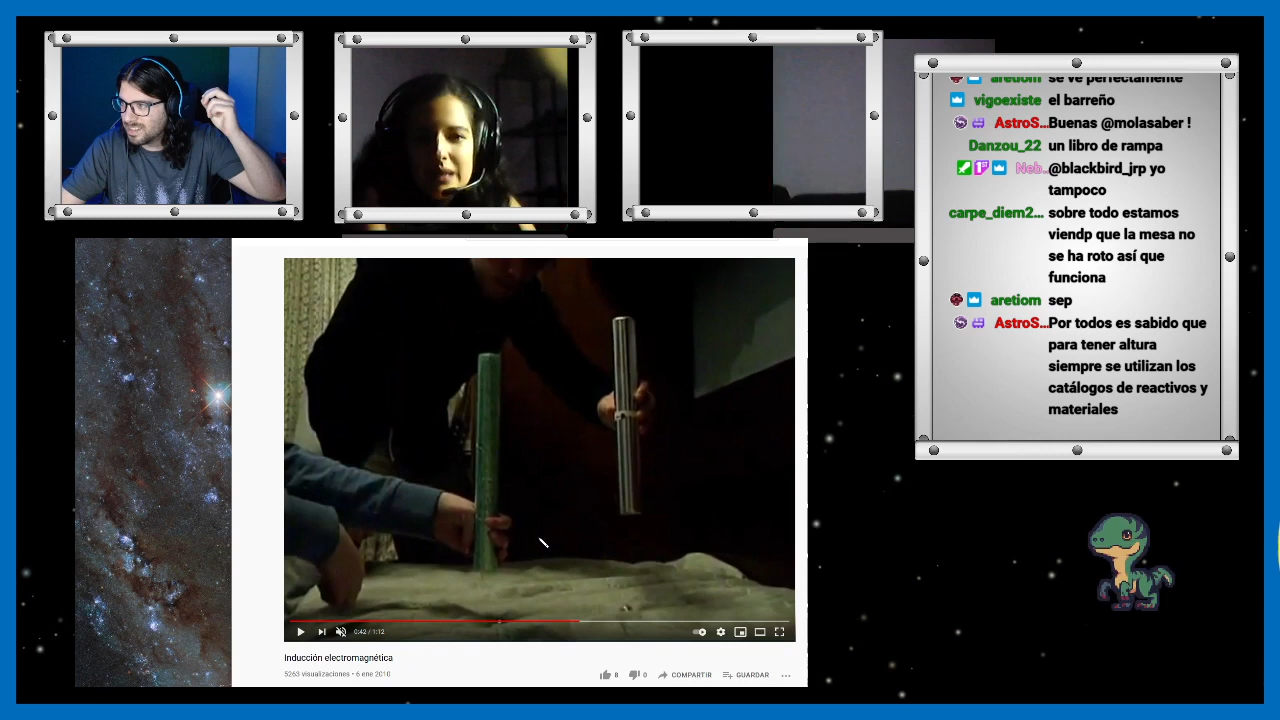 aretiom se ve perfectamente
vigoexiste el barreño
AstroS... Buenas @molasaber !
Danzou_22 un libro de rampa
Neb.. @blackbird_jrp yo
tampoco
carpe_diem2... sobre todo estamos
viendp que la mesa no
se ha roto así que
funciona
aretiom sep
AstroS... Por todos es sabido que
para tener altura
siempre se utilizan los
catálogos de reactivos y
materiales
0:42 / 1:12
Inducción electromagnética
5263 visualizaciones • 6 ene 2010
8 0 COMPARTIR GUARDAR